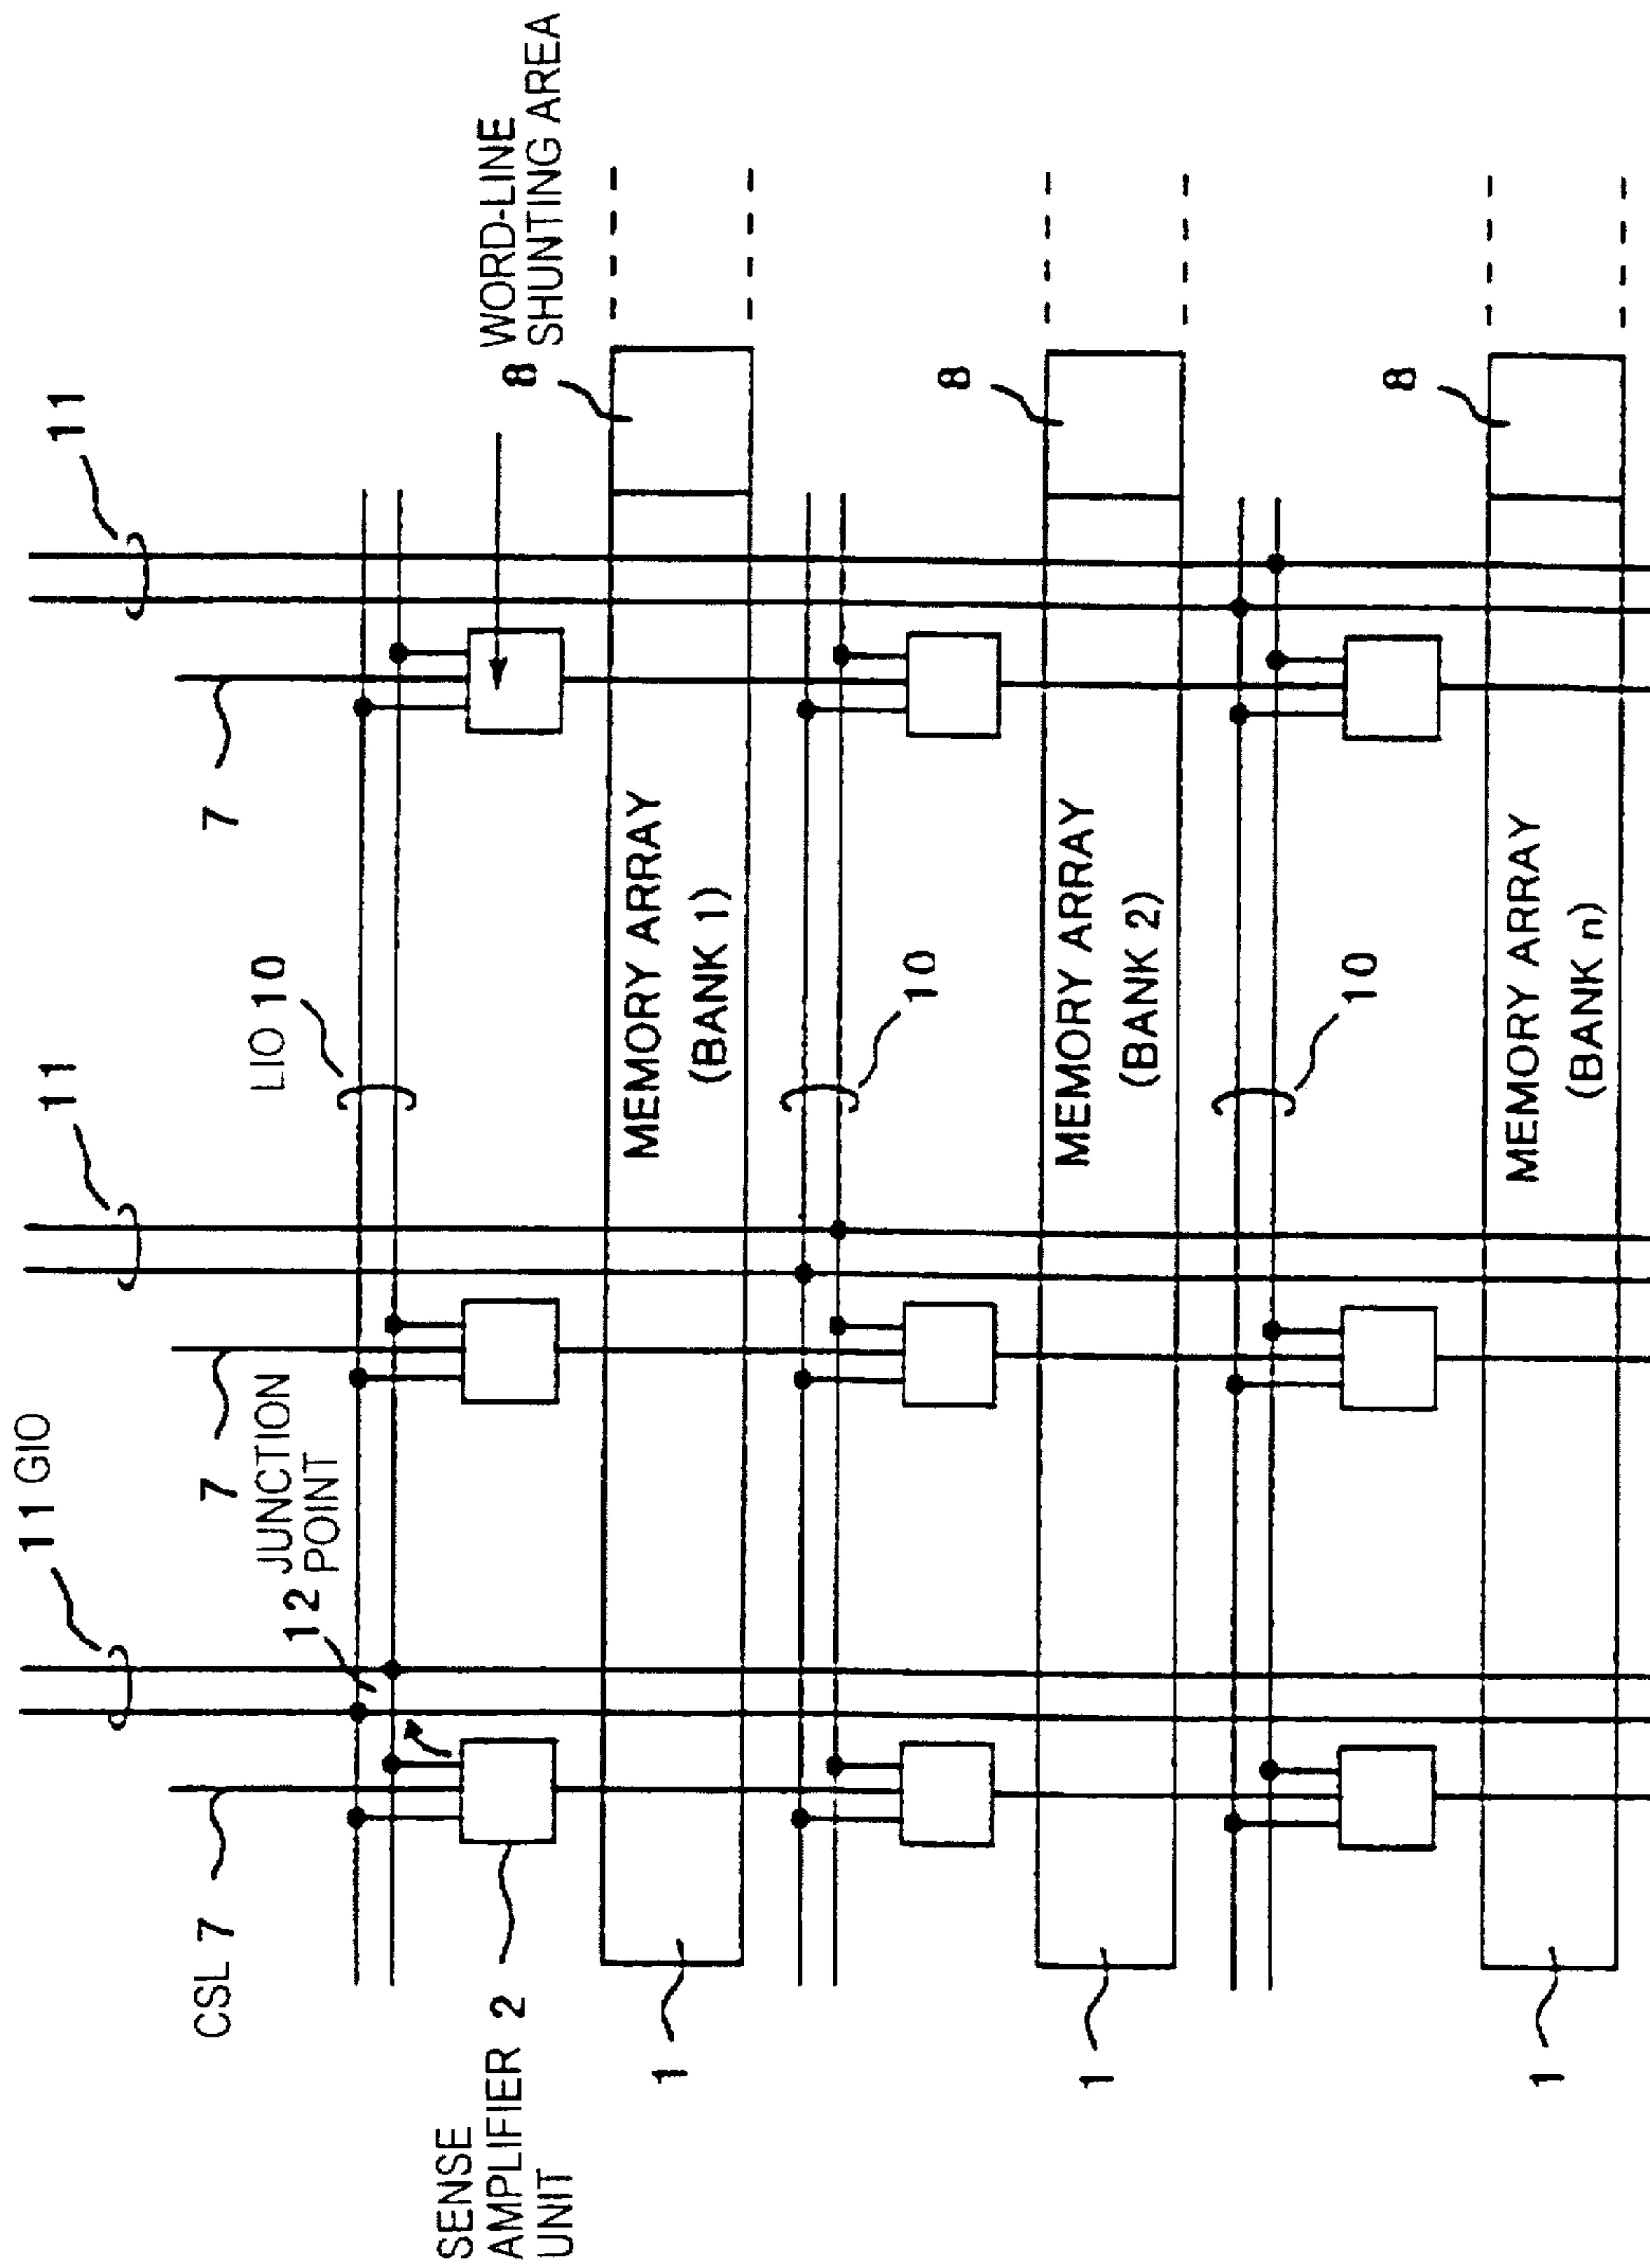 11 GIO
11
11
CSL 7
7
7
JUNCTION
POINT
12
LIO 10
SENSE
AMPLIFIER 2
UNIT
WORD-LINE
SHUNTING AREA
8
MEMORY ARRAY
(BANK 1)
1
10
8
MEMORY ARRAY
(BANK 2)
1
10
8
MEMORY ARRAY
(BANK n)
1